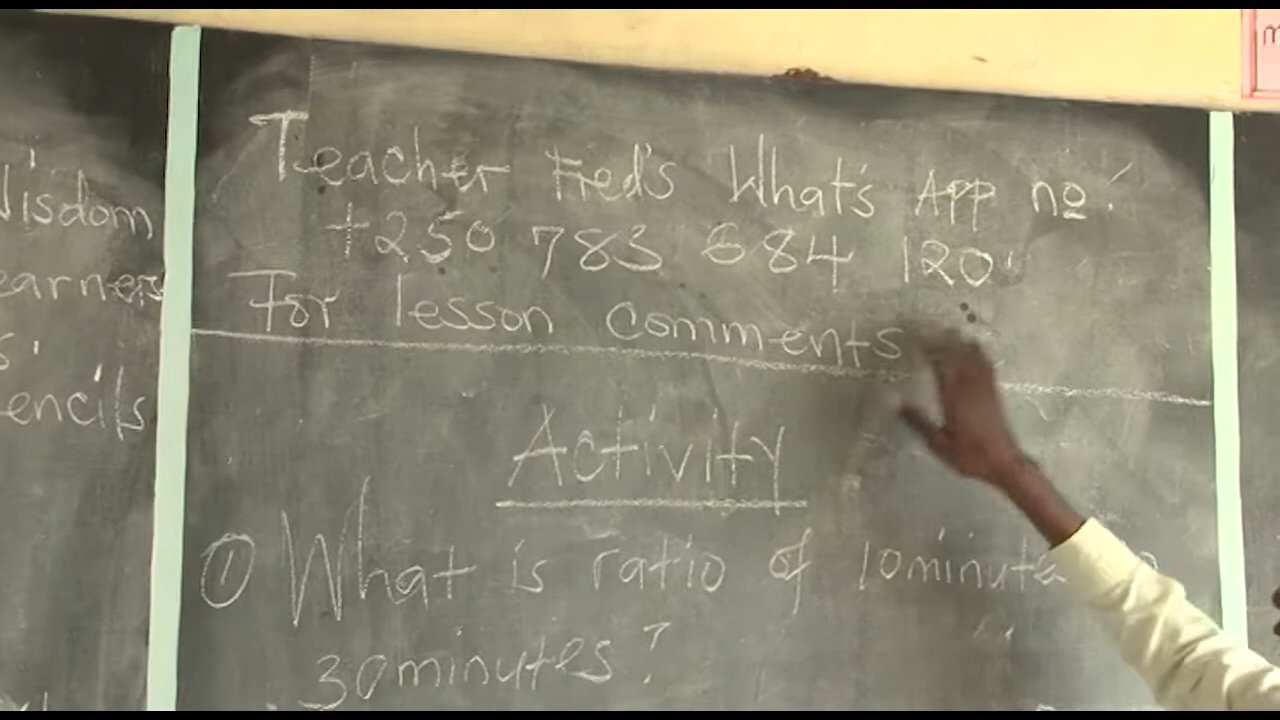 isdom
earners
s.
encils
Teacher Fred's What's App no:
+250 783 684 120
For lesson comments
Activity
① What is ratio of 10minutes
30minutes?